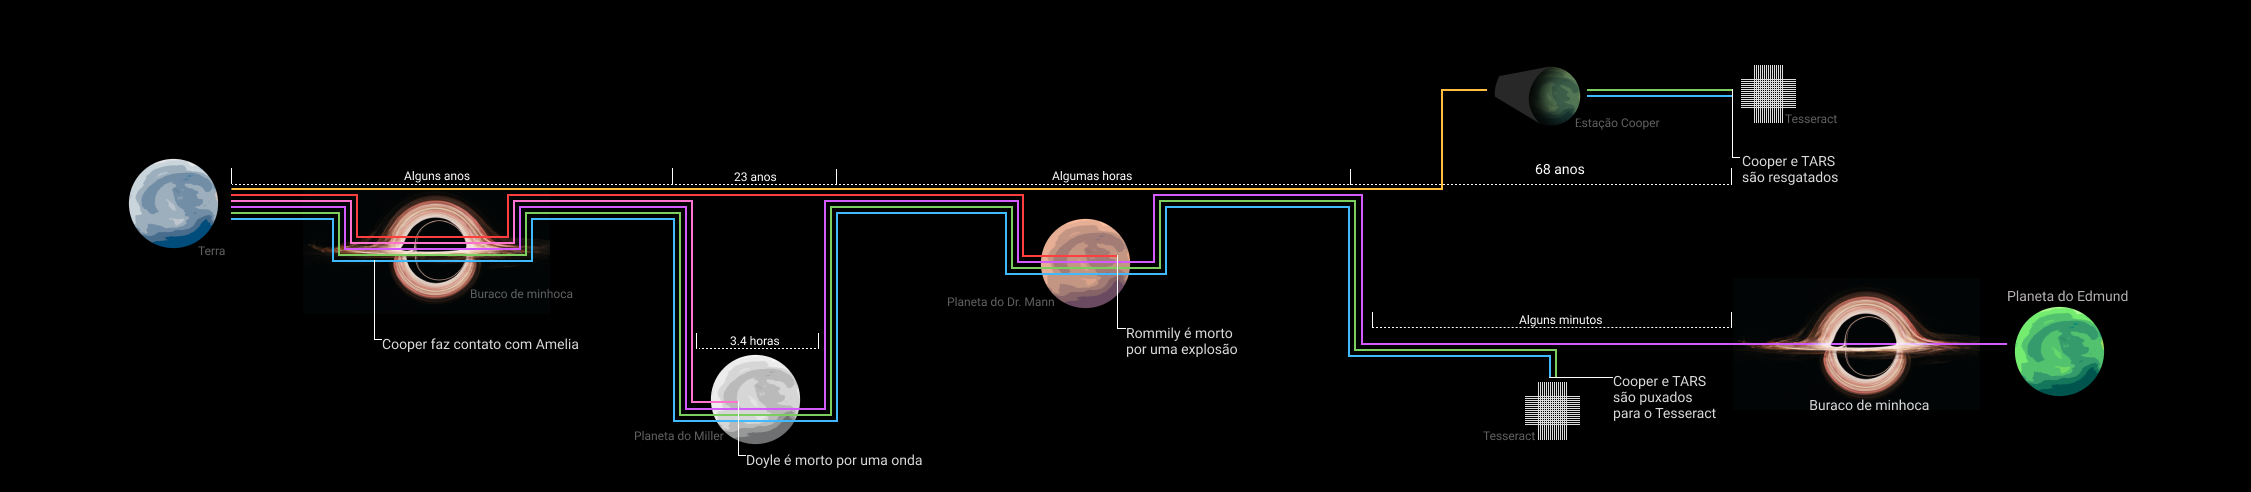 Estação Cooper
Tesseract
Cooper e TARS
são resgatados
Alguns anos
23 anos
Algumas horas
68 anos
Terra
Buraco de minhoca
Cooper faz contato com Amelia
3.4 horas
Planeta do Miller
Doyle é morto por uma onda
Planeta do Dr. Mann
Rommily é morto
por uma explosão
Alguns minutos
Cooper e TARS
são puxados
para o Tesseract
Tesseract
Buraco de minhoca
Planeta do Edmund